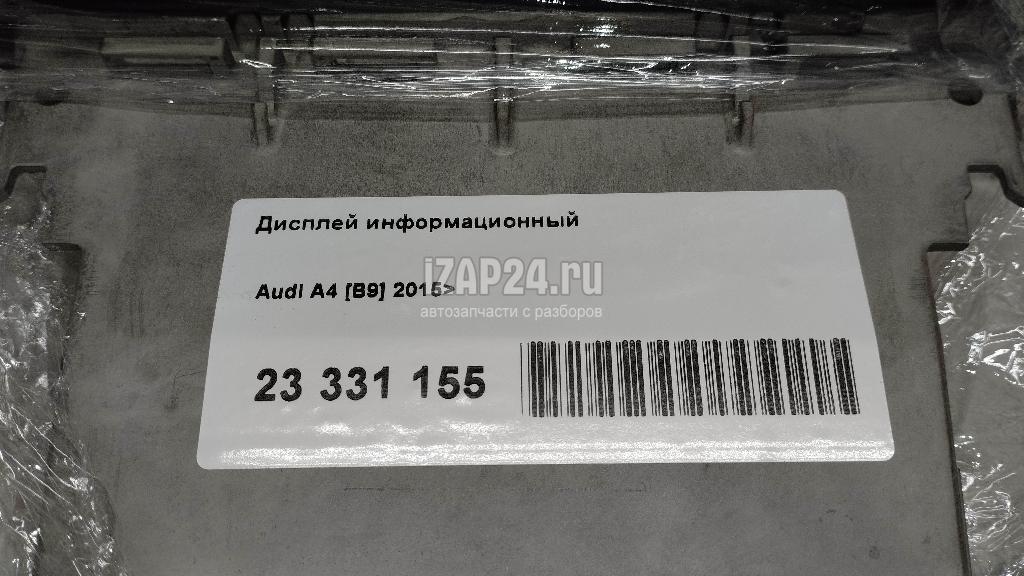 Дисплей информационный
iZAP24.ru
Audi A4 [B9] 2015>
автозапчасти с разборов
23 331 155